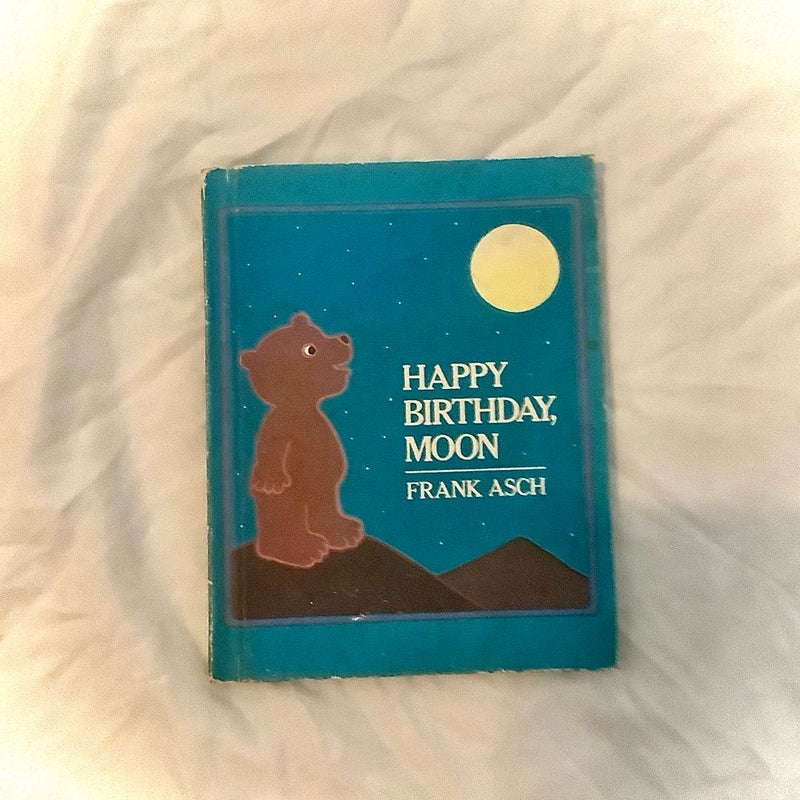 HAPPY
BIRTHDAY,
MOON
FRANK ASCH